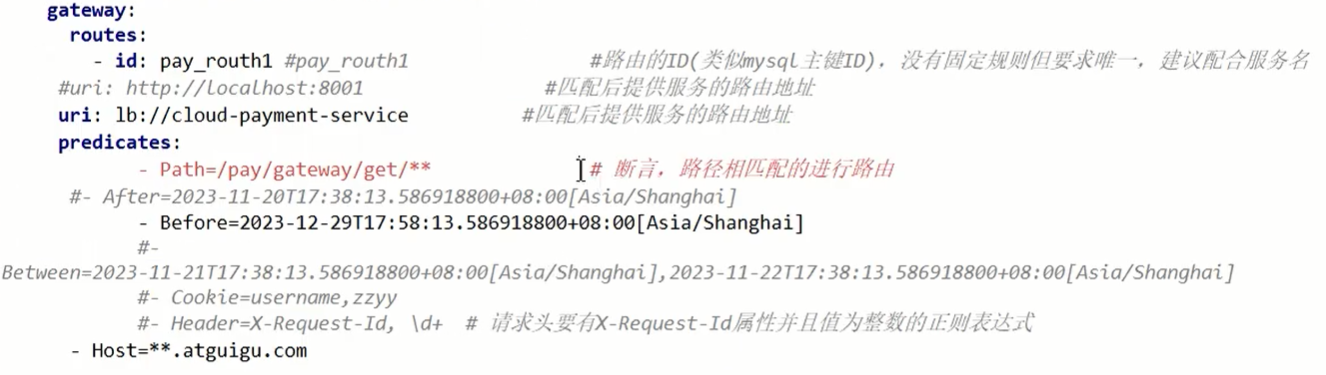 gateway:
routes:
- id: pay_routh1 #pay_routh1 #路由的ID(类似mysql主键ID)，没有固定规则但要求唯一，建议配合服务名
#uri: http://localhost:8001 #匹配后提供服务的路由地址
uri: lb://cloud-payment-service #匹配后提供服务的路由地址
predicates:
- Path=/pay/gateway/get/** # 断言，路径相匹配的进行路由
#- After=2023-11-20T17:38:13.586918800+08:00[Asia/Shanghai]
- Before=2023-12-29T17:58:13.586918800+08:00[Asia/Shanghai]
#-
Between=2023-11-21T17:38:13.586918800+08:00[Asia/Shanghai],2023-11-22T17:38:13.586918800+08:00[Asia/Shanghai]
#- Cookie=username,zzyy
#- Header=X-Request-Id, \d+ # 请求头要有X-Request-Id属性并且值为整数的正则表达式
- Host=**.atguigu.com